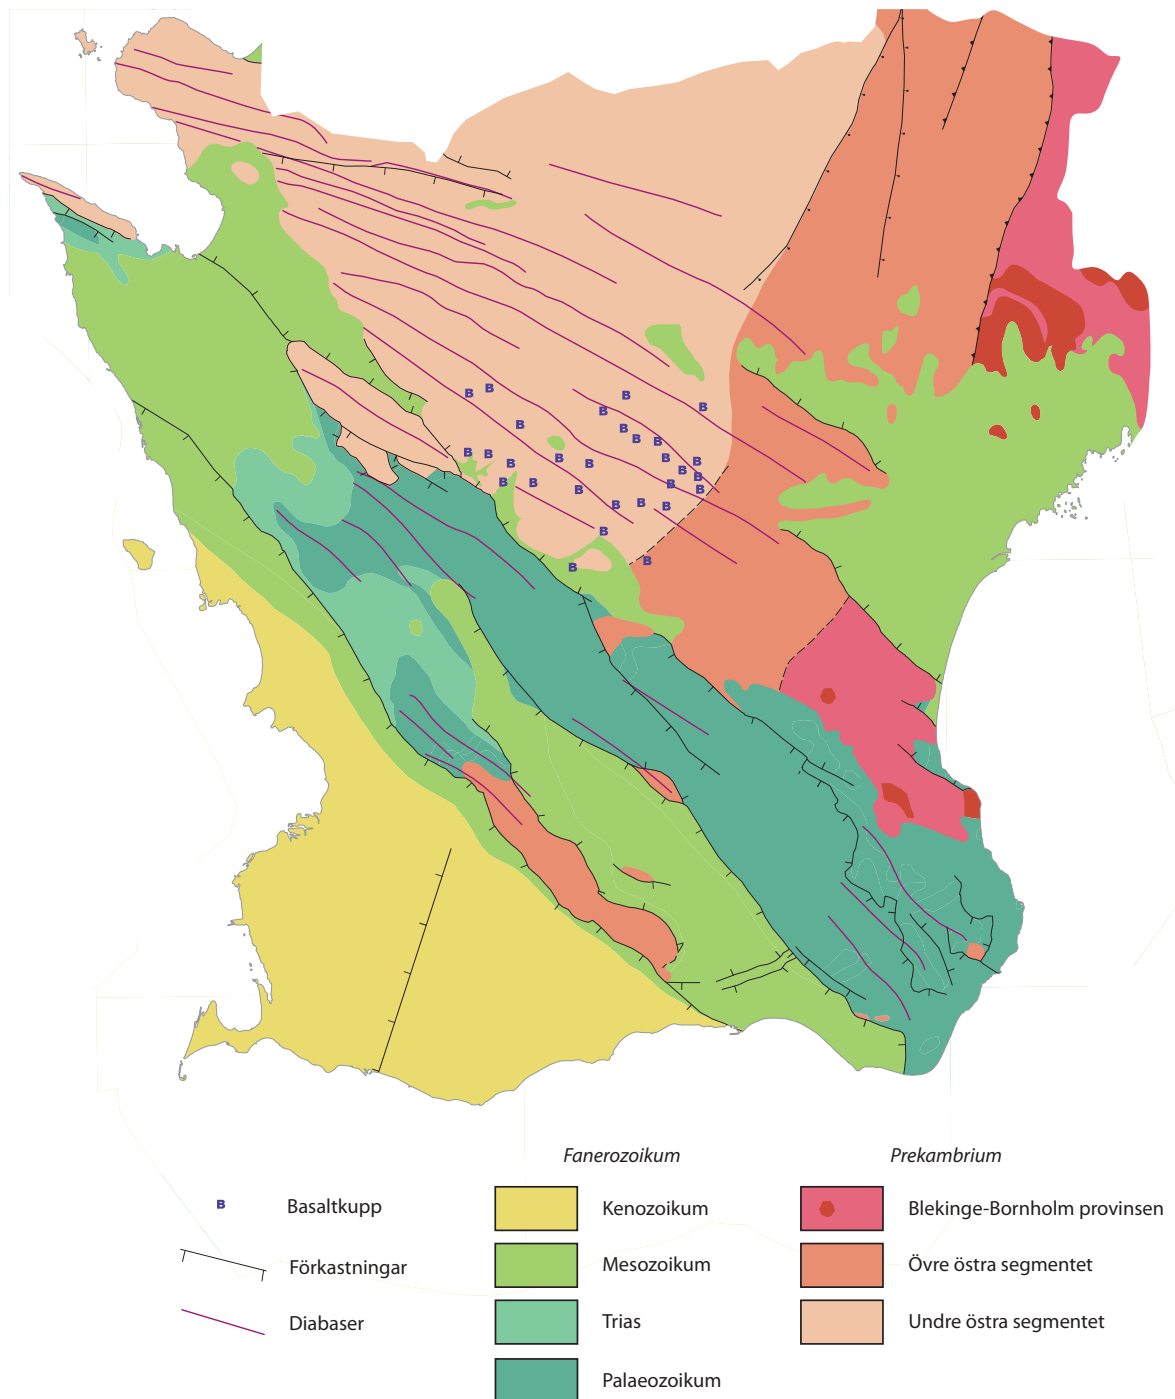 B B
B B
B B
B B
B
B
B B B B B
B B B
B B B B B
B B B B
B B B
B
B B
Fanerozoikum Prekambrium
B Basaltkupp Kenozoikum Blekinge-Bornholm provinsen
Förkastningar Mesozoikum Övre östra segmentet
Diabaser Trias Undre östra segmentet
Palaeozoikum